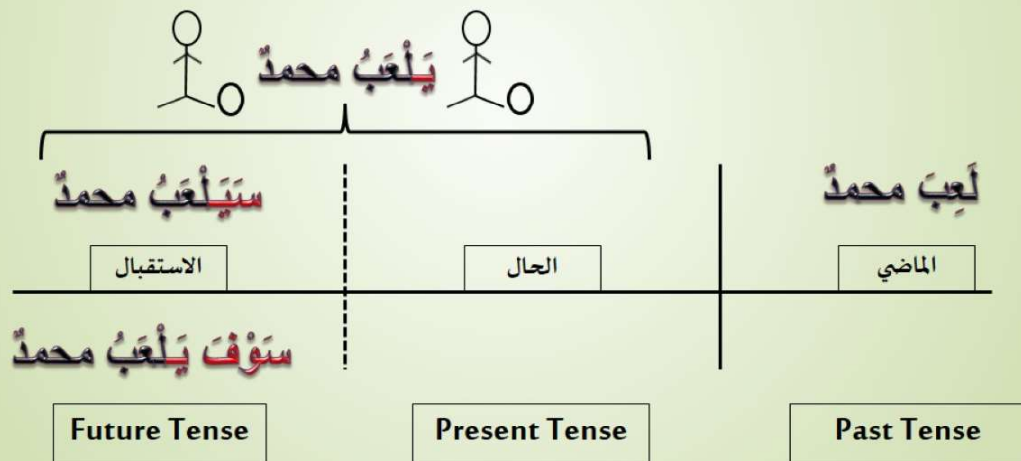 يَلْعَبُ محمدٌ
لَعِبَ محمدٌ
سَيَلْعَبُ محمدٌ
الماضي
الحال
الاستقبال
سَوْفَ يَلْعَبُ محمدٌ
Future Tense
Present Tense
Past Tense